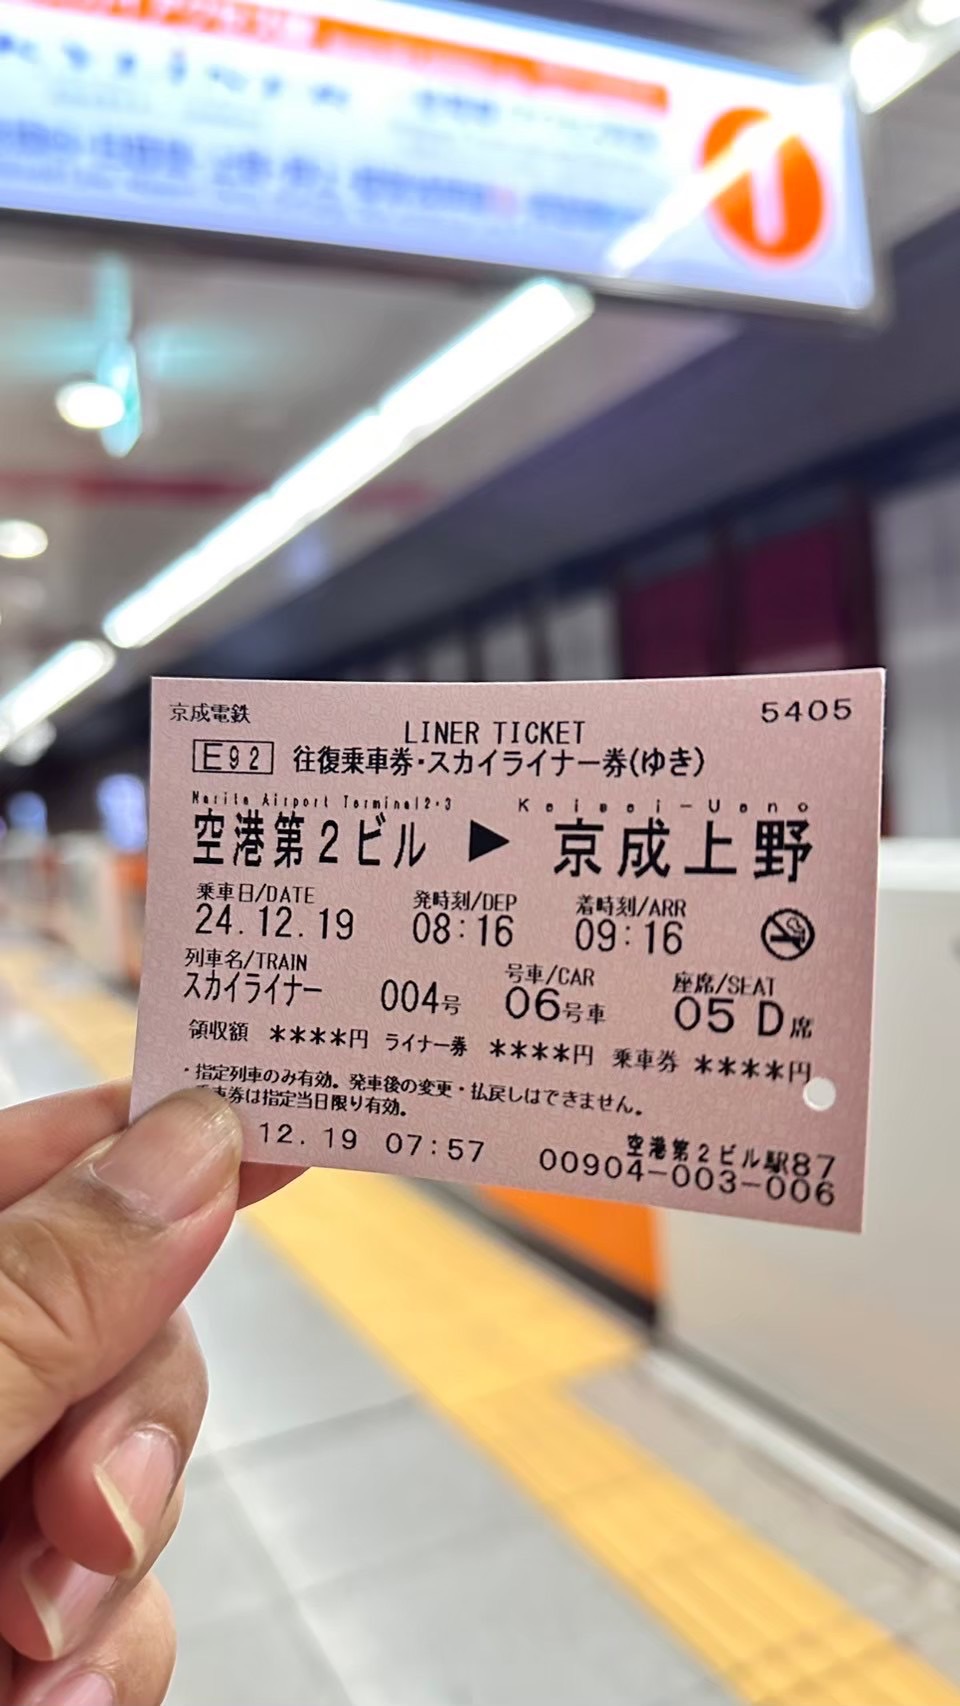 1
京成電鉄
5405
LINER TICKET
E92 往復乗車券・スカイライナー券(ゆき)
Narita Airport Terminal2・3 Keisei-Ueno
空港第2ビル ▶ 京成上野
乗車日/DATE 発時刻/DEP 着時刻/ARR
24.12.19 08:16 09:16
列車名/TRAIN 号車/CAR 座席/SEAT
スカイライナー 004号 06号車 05 D席
領収額 ****円 ライナー券 ****円 乗車券 ****円
・指定列車のみ有効。発車後の変更・払戻しはできません。
車券は指定当日限り有効。
12.19 07:57 空港第2ビル駅87
00904-003-006